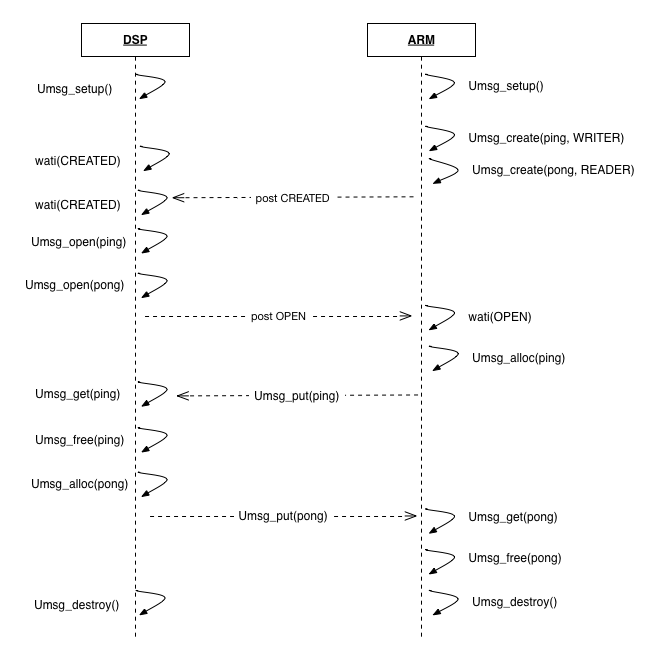 DSP
ARM
Umsg_setup()
Umsg_setup()
Umsg_create(ping, WRITER)
wati(CREATED)
Umsg_create(pong, READER)
wati(CREATED)
post CREATED
Umsg_open(ping)
Umsg_open(pong)
post OPEN
wati(OPEN)
Umsg_alloc(ping)
Umsg_get(ping)
Umsg_put(ping)
Umsg_free(ping)
Umsg_alloc(pong)
Umsg_put(pong)
Umsg_get(pong)
Umsg_free(pong)
Umsg_destroy()
Umsg_destroy()